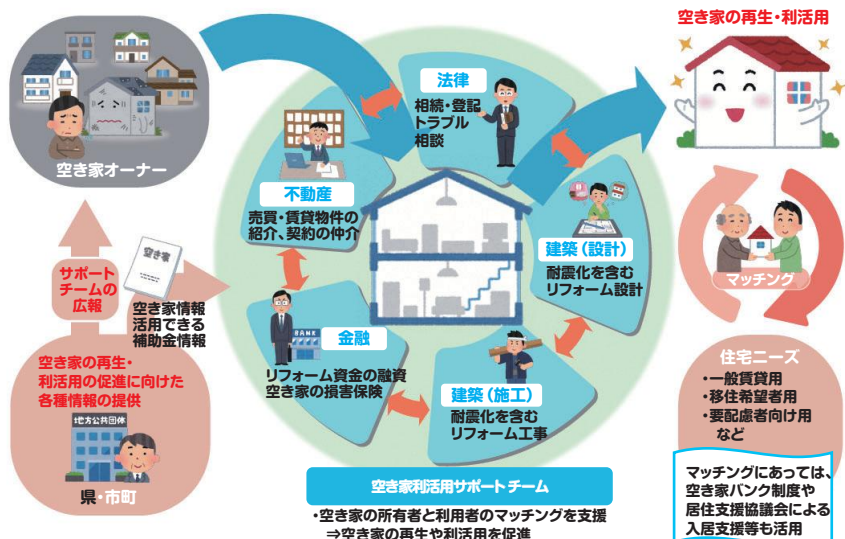 空き家の再生・利活用
空き家オーナー
法律
相続・登記
トラブル
相談
不動産
売買・賃貸物件の
紹介、契約の仲介
建築（設計）
耐震化を含む
リフォーム設計
金融
BANK
リフォーム資金の融資
空き家の損害保険
建築（施工）
耐震化を含む
リフォーム工事
サポート
チームの
広報
空き家
空き家情報
活用できる
補助金情報
空き家の再生・
利活用の促進に向けた
各種情報の提供
地方公共団体
県・市町
マッチング
住宅ニーズ
・一般賃貸用
・移住希望者用
・要配慮者向け用
など
マッチングにあっては、
空き家バンク制度や
居住支援協議会による
入居支援等も活用
空き家利活用サポートチーム
・空き家の所有者と利用者のマッチングを支援
⇒空き家の再生や利活用を促進